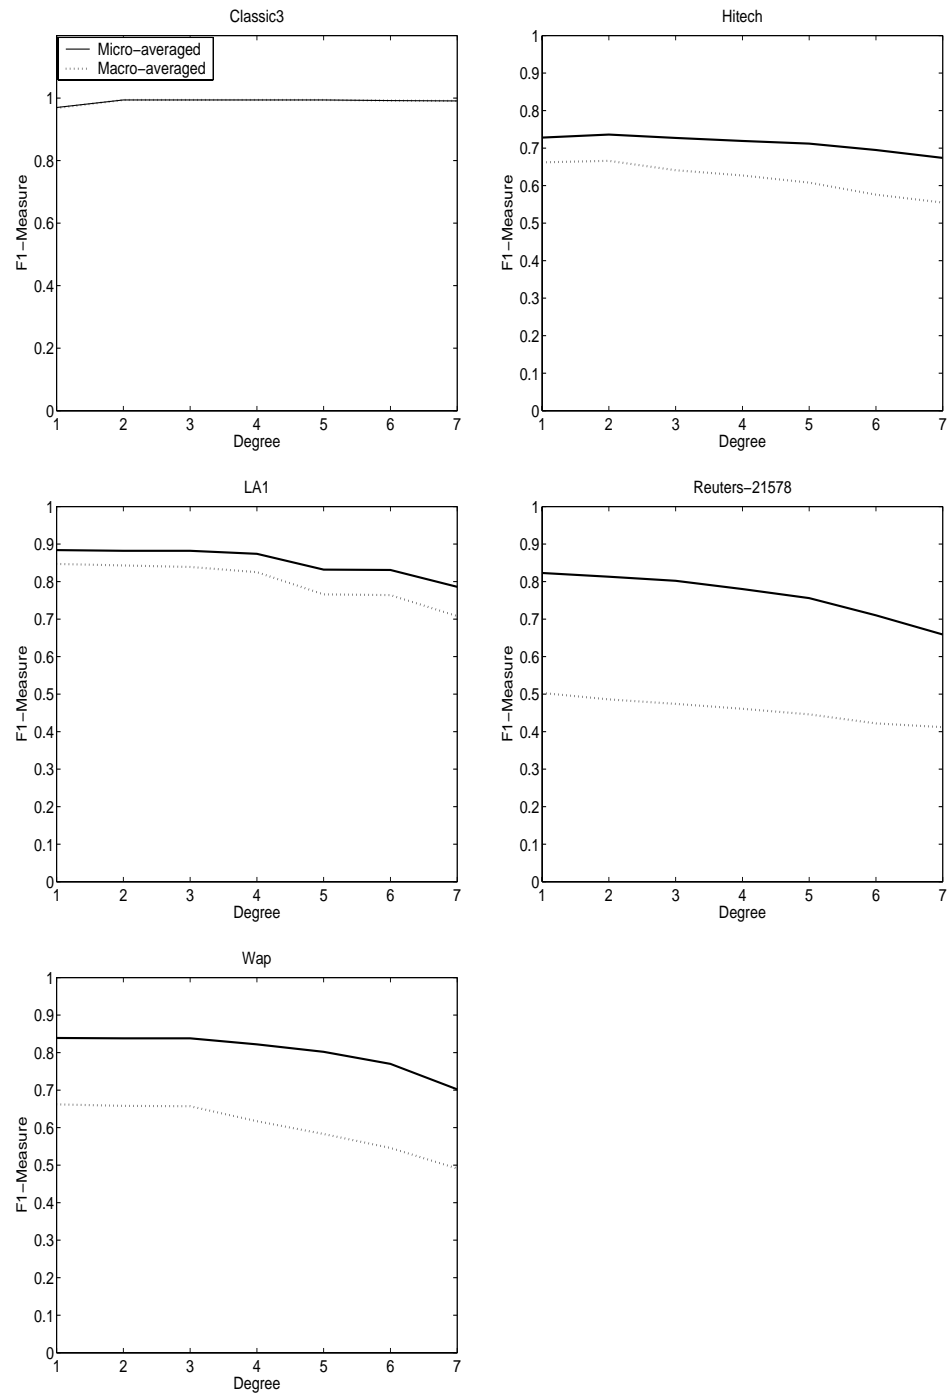 Classic3
Micro-averaged
Macro-averaged
1
0.8
0.6
0.4
0.2
0
F1-Measure
1 2 3 4 5 6 7
Degree
Hitech
1
0.9
0.8
0.7
0.6
0.5
0.4
0.3
0.2
0.1
0
F1-Measure
1 2 3 4 5 6 7
Degree
LA1
1
0.9
0.8
0.7
0.6
0.5
0.4
0.3
0.2
0.1
0
F1-Measure
1 2 3 4 5 6 7
Degree
Reuters-21578
1
0.9
0.8
0.7
0.6
0.5
0.4
0.3
0.2
0.1
0
F1-Measure
1 2 3 4 5 6 7
Degree
Wap
1
0.9
0.8
0.7
0.6
0.5
0.4
0.3
0.2
0.1
0
F1-Measure
1 2 3 4 5 6 7
Degree